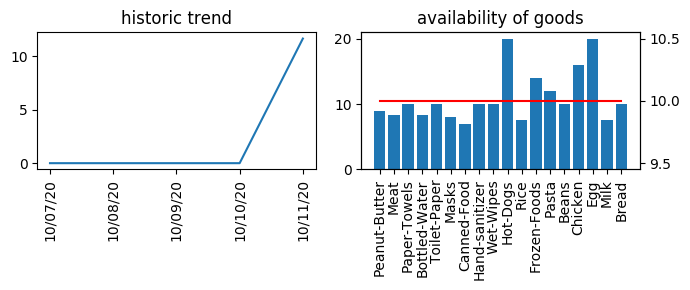 historic trend
10
5
0
10/07/20
10/08/20
10/09/20
10/10/20
10/11/20
availability of goods
20
10
0
10.5
10.0
9.5
Peanut-Butter
Meat
Paper-Towels
Bottled-Water
Toilet-Paper
Masks
Canned-Food
Hand-sanitizer
Wet-Wipes
Hot-Dogs
Rice
Frozen-Foods
Pasta
Beans
Chicken
Egg
Milk
Bread